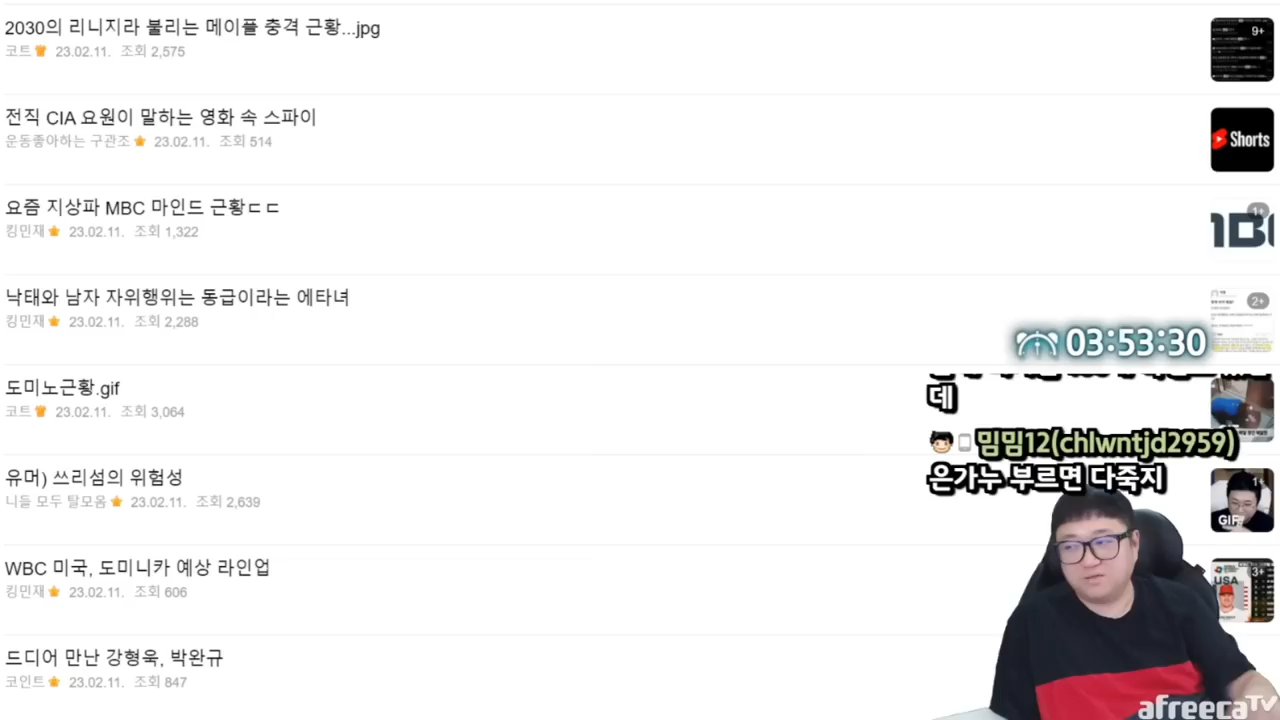 2030의 리니지라 불리는 메이플 충격 근황...jpg
코트 23.02.11. 조회 2,575
9+
전직 CIA 요원이 말하는 영화 속 스파이
운동좋아하는 구관조 23.02.11. 조회 514
Shorts
요즘 지상파 MBC 마인드 근황ㄷㄷ
킹민재 23.02.11. 조회 1,322
1+
낙태와 남자 자위행위는 동급이라는 에타녀
킹민재 23.02.11. 조회 2,288
2+
03:53:30
도미노근황.gif
코트 23.02.11. 조회 3,064
데
밈밈12(chlwntjd2959)
은가누 부르면 다죽지
유머) 쓰리섬의 위험성
니들 모두 탈모옴 23.02.11. 조회 2,639
1+
GIF
WBC 미국, 도미니카 예상 라인업
킹민재 23.02.11. 조회 606
3+
USA
드디어 만난 강형욱, 박완규
코인트 23.02.11. 조회 847
afreecaTV